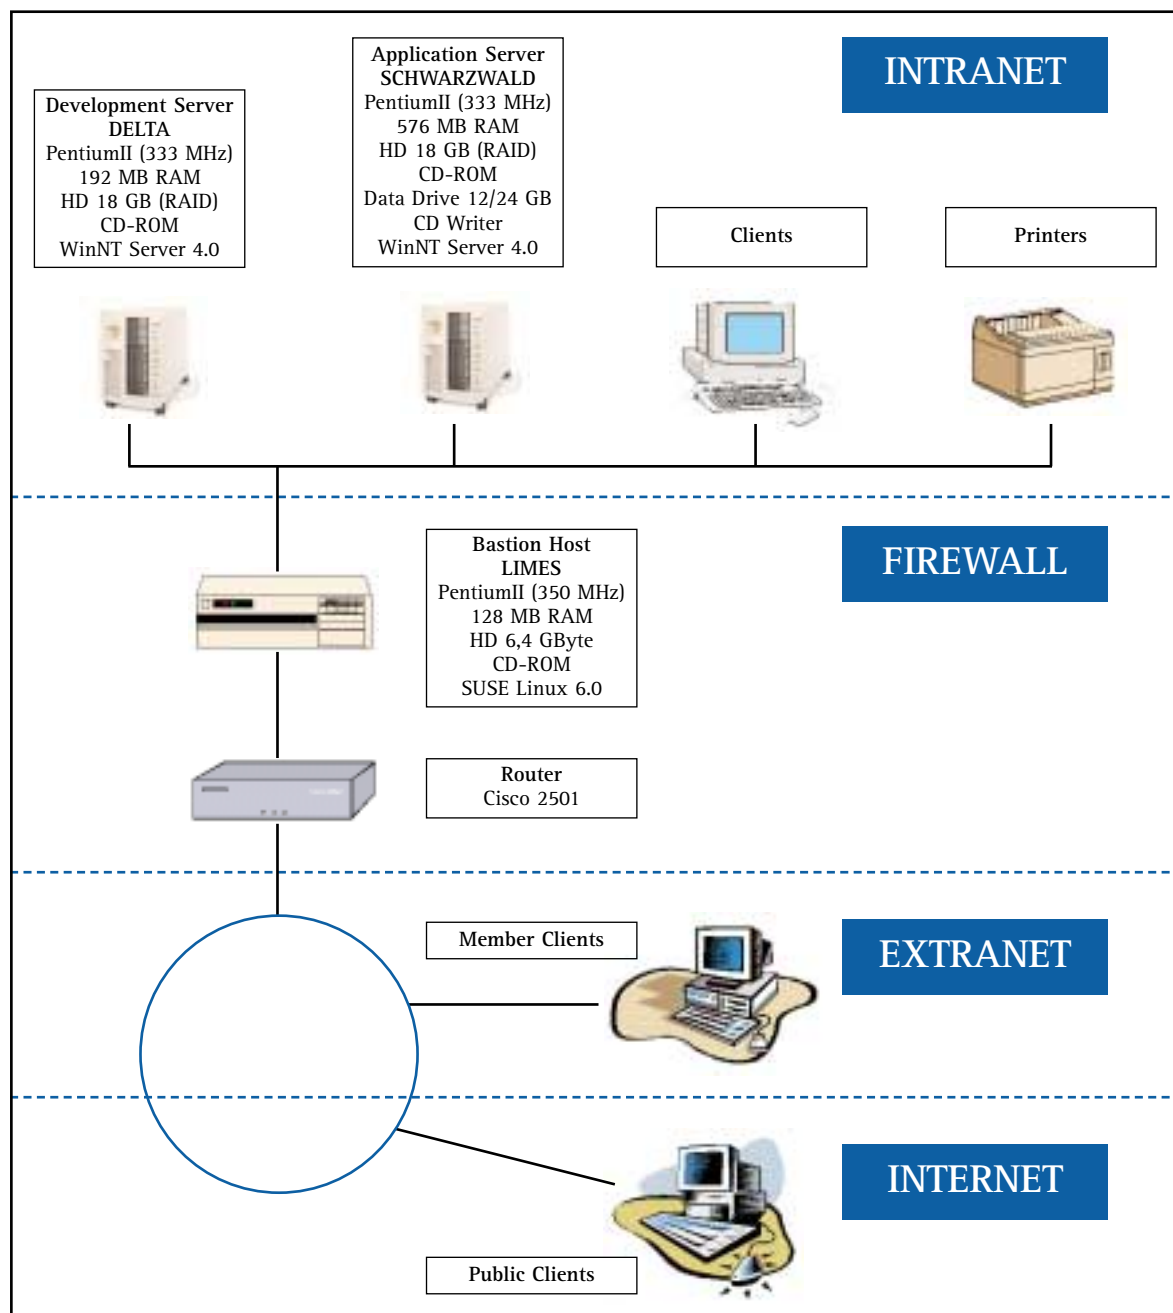 Application Server
SCHWARZWALD
PentiumII (333 MHz)
576 MB RAM
HD 18 GB (RAID)
CD-ROM
Data Drive 12/24 GB
CD Writer
WinNT Server 4.0
INTRANET
Development Server
DELTA
PentiumII (333 MHz)
192 MB RAM
HD 18 GB (RAID)
CD-ROM
WinNT Server 4.0
Clients
Printers
Bastion Host
LIMES
PentiumII (350 MHz)
128 MB RAM
HD 6,4 GByte
CD-ROM
SUSE Linux 6.0
FIREWALL
Router
Cisco 2501
Member Clients
EXTRANET
INTERNET
Public Clients